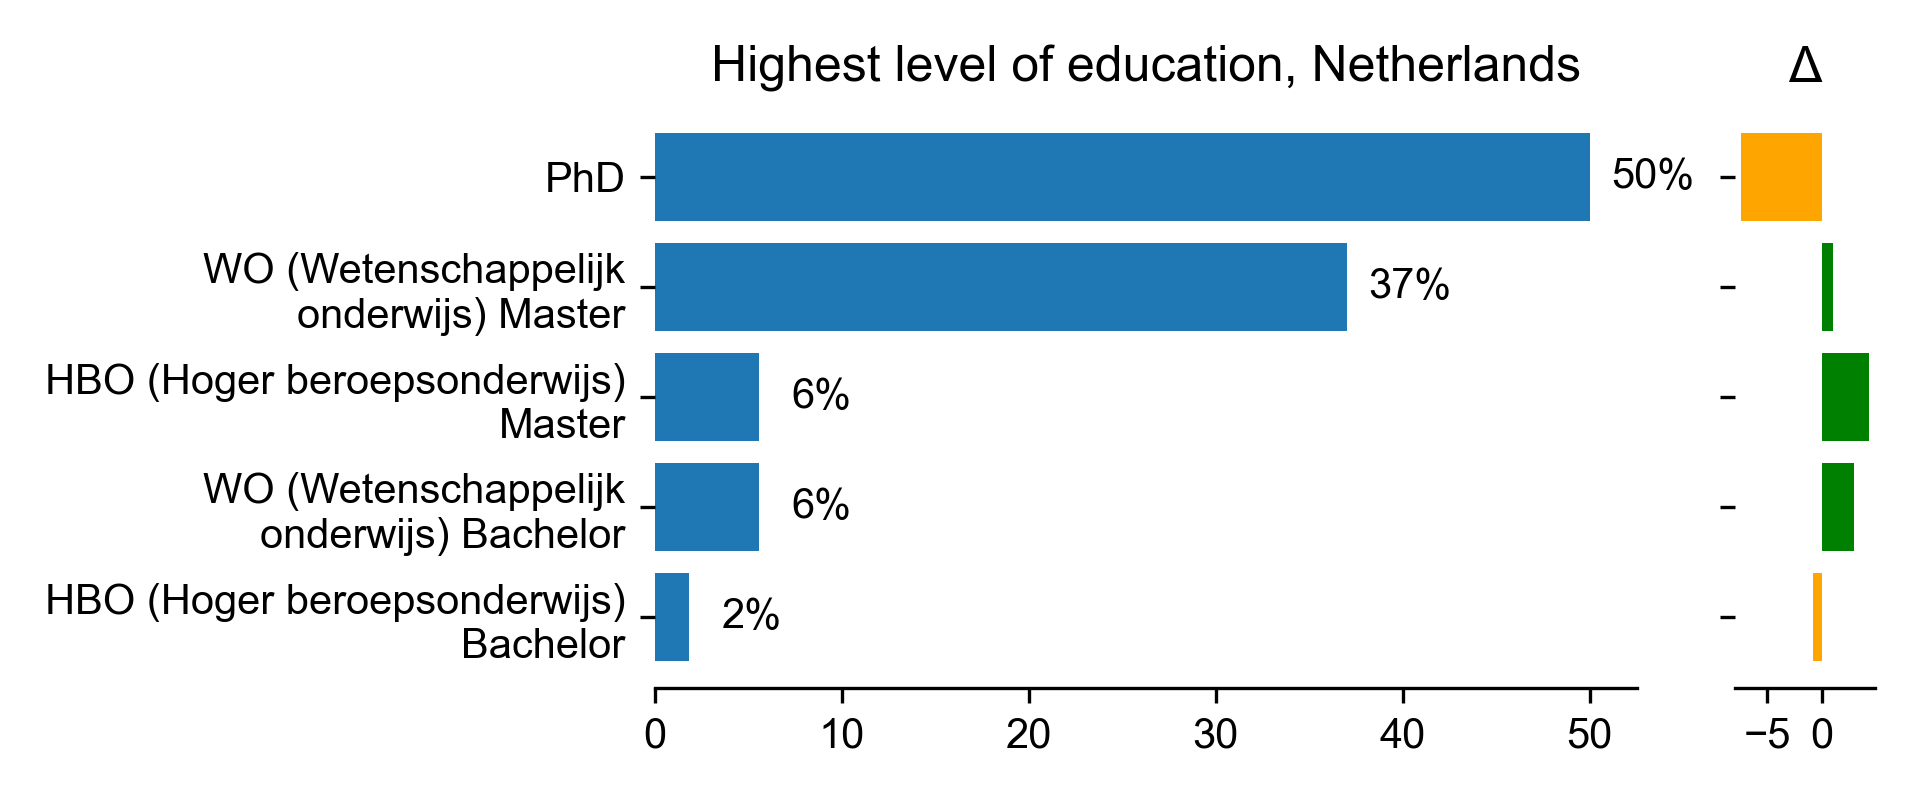 Highest level of education, Netherlands
Δ
PhD
50%
WO (Wetenschappelijk
onderwijs) Master
37%
HBO (Hoger beroepsonderwijs)
Master
6%
WO (Wetenschappelijk
onderwijs) Bachelor
6%
HBO (Hoger beroepsonderwijs)
Bachelor
2%
0 10 20 30 40 50
−5 0